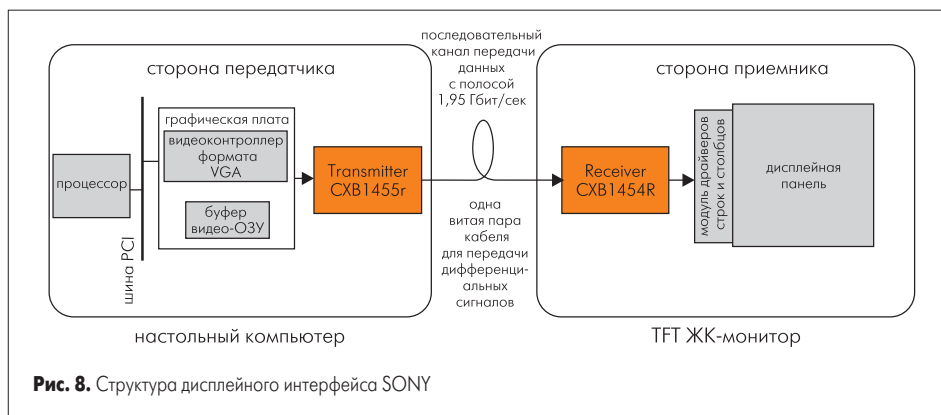 сторона передатчика
процессор
шина PCI
графическая плата
видеоконтроллер
формата
VGA
буфер
видео-ОЗУ
Transmitter
CXB1455r
настольный компьютер
последовательный
канал передачи
данных
с полосой
1,95 Гбит/сек
одна
витая пара
кабеля
для передачи
дифференци-
альных
сигналов
сторона приемника
Receiver
CXB1454R
модуль драйверов
строк и столбцов
дисплейная
панель
TFT ЖК-монитор
Рис. 8. Структура дисплейного интерфейса SONY